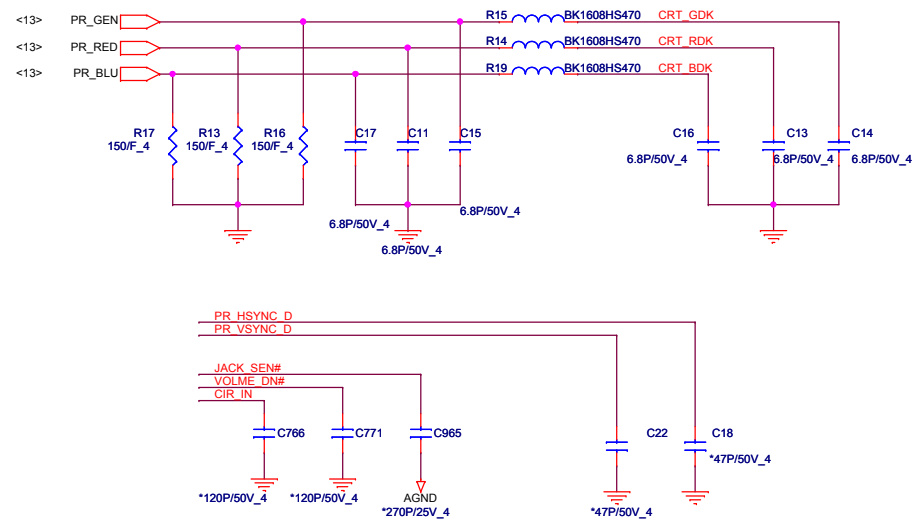 <13> PR_GEN R15 BK1608HS470 CRT_GDK
<13> PR_RED R14 BK1608HS470 CRT_RDK
<13> PR_BLU R19 BK1608HS470 CRT_BDK
R17 R13 R16 C17 C11 C15 C16 C13 C14
150/F_4 150/F_4 150/F_4
6.8P/50V_4 6.8P/50V_4 6.8P/50V_4
6.8P/50V_4
6.8P/50V_4
6.8P/50V_4
PR_HSYNC_D
PR_VSYNC_D
JACK_SEN#
VOLME_DN#
CIR_IN
C766 C771 C965 C22 C18
*47P/50V_4
*120P/50V_4 *120P/50V_4 AGND
*270P/25V_4 *47P/50V_4